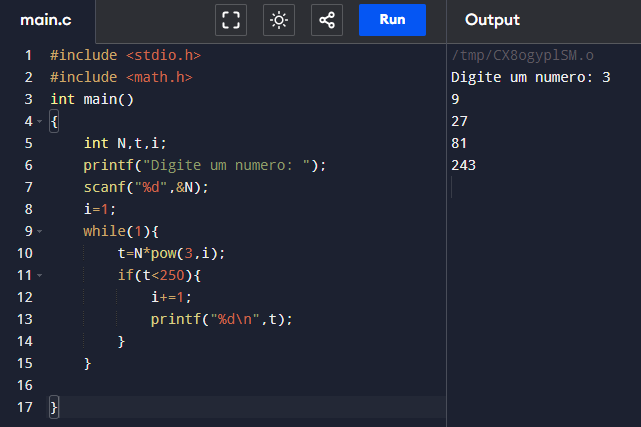 main.c
Run
Output
1 #include <stdio.h>
2 #include <math.h>
3 int main()
4 {
5     int N,t,i;
6     printf("Digite um numero: ");
7     scanf("%d",&N);
8     i=1;
9     while(1){
10         t=N*pow(3,i);
11         if(t<250){
12             i+=1;
13             printf("%d\n",t);
14         }
15     }
16
17 }
/tmp/CX8ogyplSM.o
Digite um numero: 3
9
27
81
243